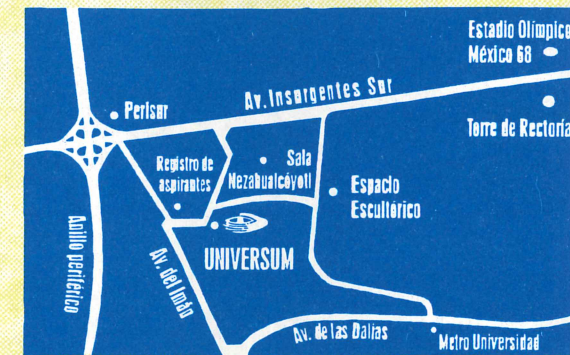 Estadio Olímpico
México 68
Av. Insurgentes Sur
Perisur
Torre de Rectoría
Registro de
aspirantes
Sala
Nezahualcóyotl
Espacio
Escultórico
UNIVERSUM
Anillo periférico
Av. del Imán
Av. de las Dalias
Metro Universidad